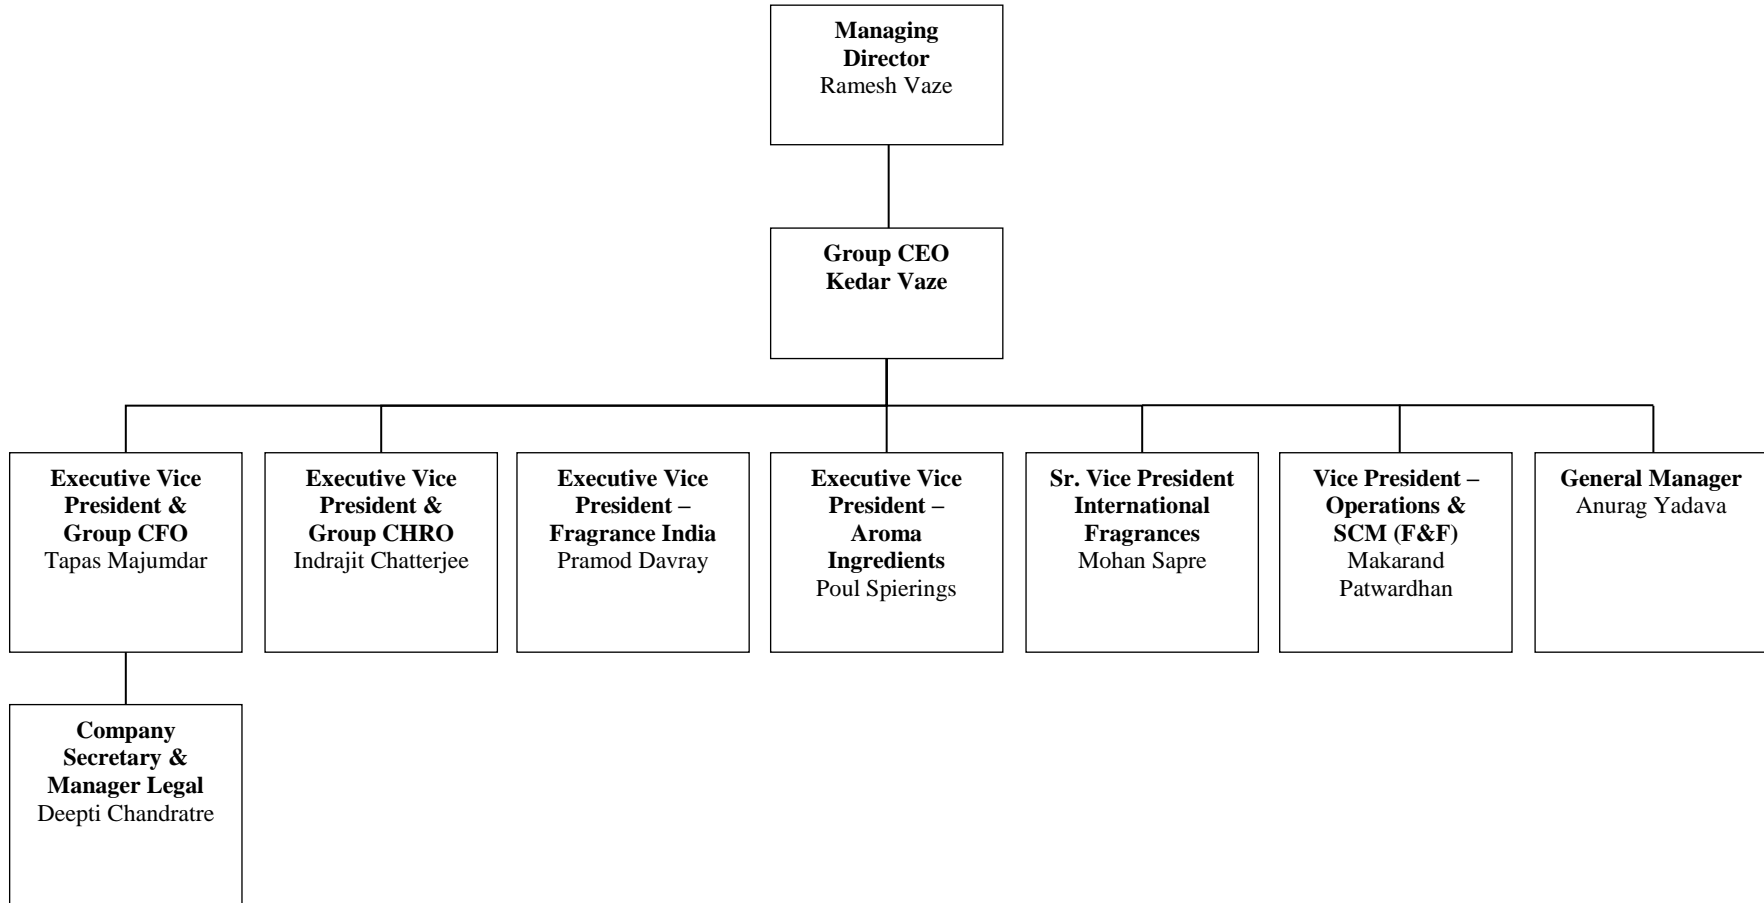 Managing
Director
Ramesh Vaze
Group CEO
Kedar Vaze
Executive Vice
President &
Group CFO
Tapas Majumdar
Executive Vice
President &
Group CHRO
Indrajit Chatterjee
Executive Vice
President –
Fragrance India
Pramod Davray
Executive Vice
President –
Aroma
Ingredients
Poul Spierings
Sr. Vice President
International
Fragrances
Mohan Sapre
Vice President –
Operations &
SCM (F&F)
Makarand
Patwardhan
General Manager
Anurag Yadava
Company
Secretary &
Manager Legal
Deepti Chandratre